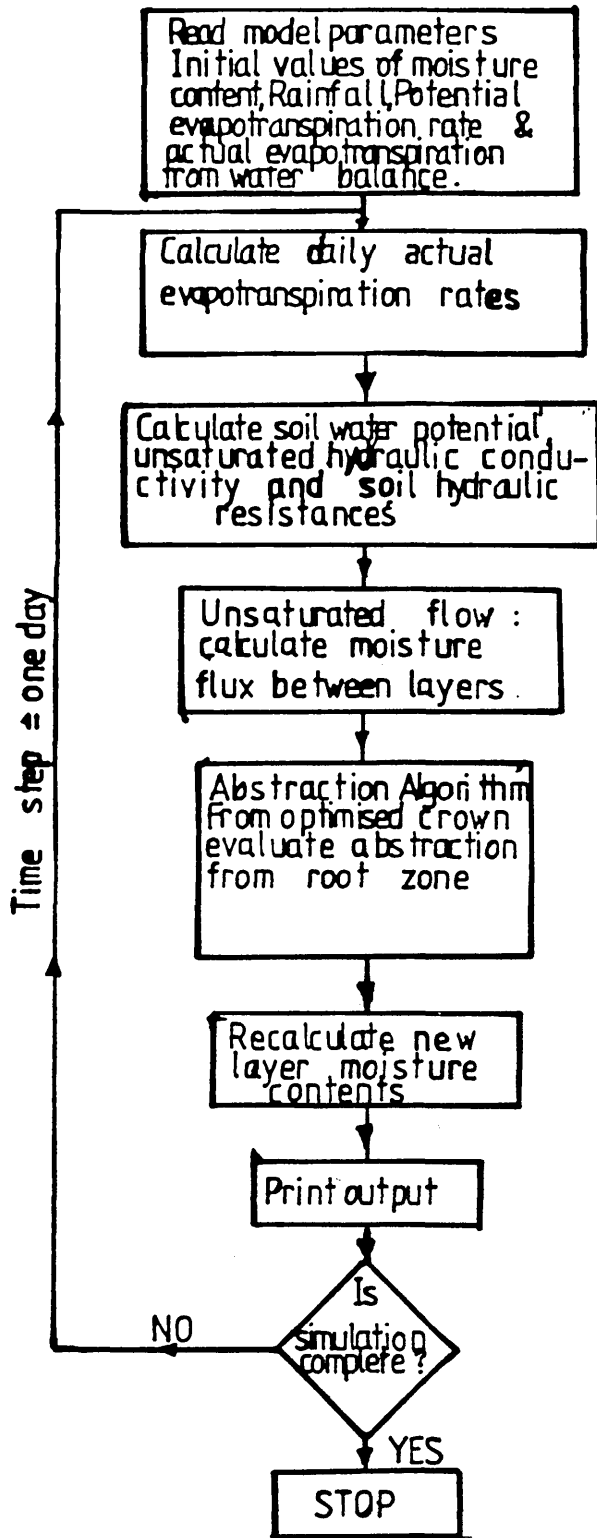 Read model parameters
Initial values of moisture
content, Rainfall, Potential
evapotranspiration rate &
actual evapotranspiration
from water balance.
Calculate daily actual
evapotranspiration rates
Calculate soil water potential,
unsaturated hydraulic condu-
ctivity and soil hydraulic
resistances
Unsaturated flow :
calculate moisture
flux between layers.
Abstraction Algorithm
From optimised crown
evaluate abstraction
from root zone
Recalculate new
layer moisture
contents
Print output
Is
simulation
complete ?
NO
YES
STOP
Time step = one day